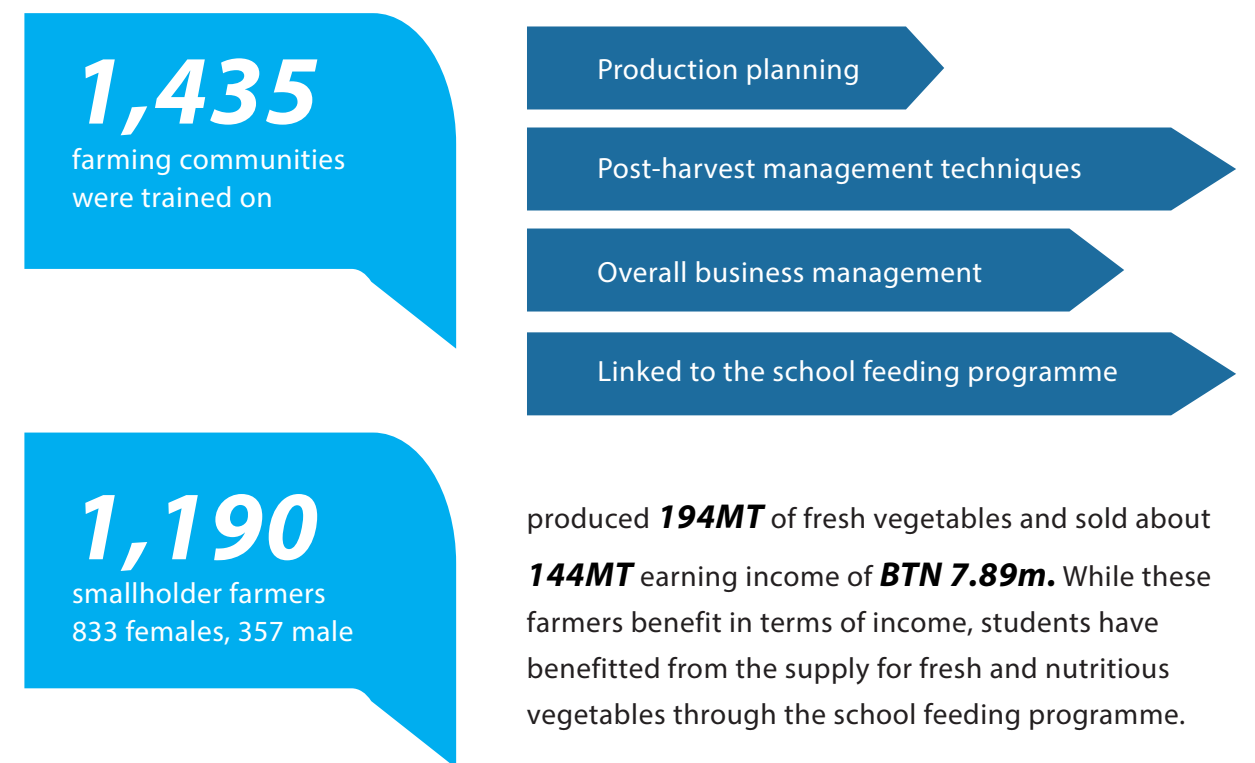 1,435
farming communities
were trained on
Production planning
Post-harvest management techniques
Overall business management
Linked to the school feeding programme
1,190
smallholder farmers
833 females, 357 male
produced 194MT of fresh vegetables and sold about
144MT earning income of BTN 7.89m. While these
farmers benefit in terms of income, students have
benefitted from the supply for fresh and nutritious
vegetables through the school feeding programme.